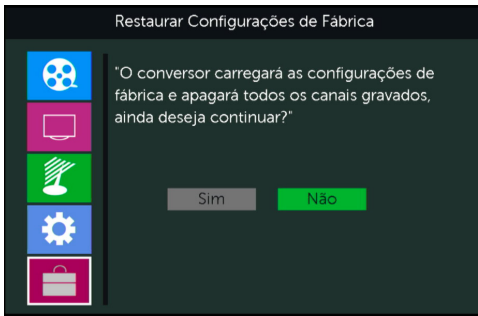 Restaurar Configurações de Fábrica
"O conversor carregará as configurações de
fábrica e apagará todos os canais gravados,
ainda deseja continuar?"
Sim Não